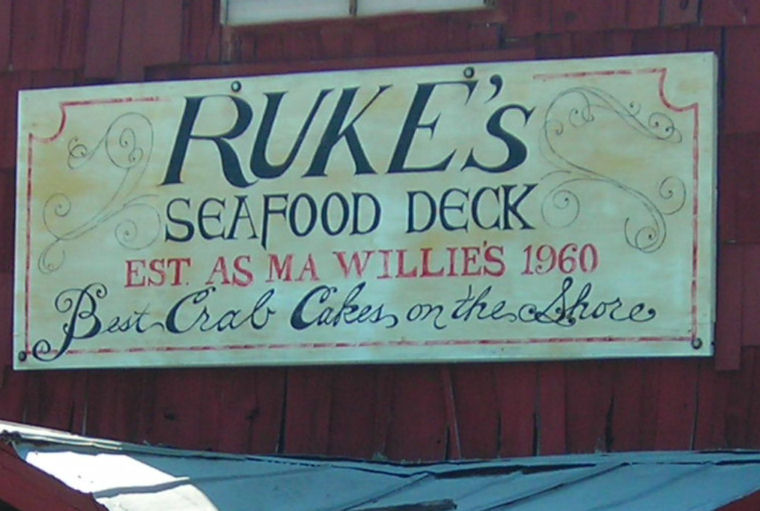 RUKE's
SEAFOOD DECK
EST. AS MA WILLIE'S 1960
Best Crab Cakes on the Shore